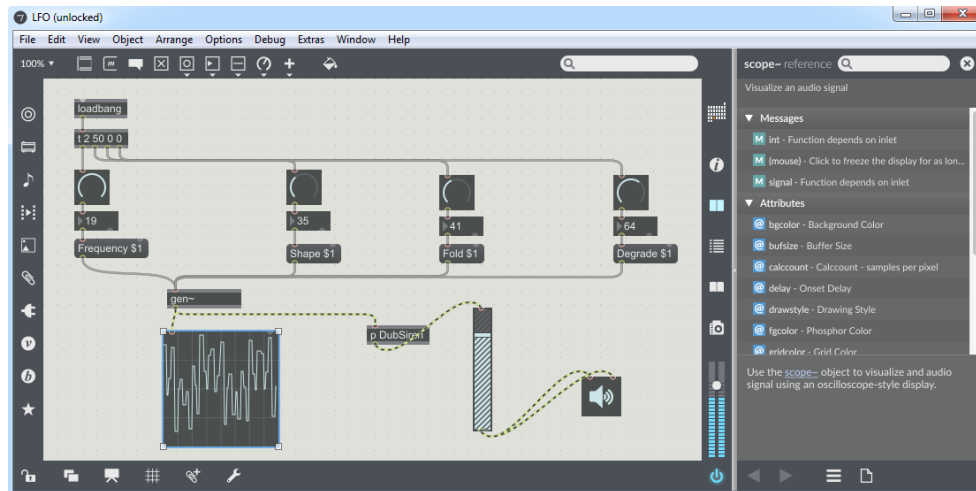 LFO (unlocked)
File Edit View Object Arrange Options Debug Extras Window Help
100%
scope~ reference
Visualize an audio signal
loadbang
t 2 50 0 0
19
35
41
64
Frequency $1
Shape $1
Fold $1
Degrade $1
gen~
p DubSiren
Messages
M int - Function depends on inlet
M (mouse) - Click to freeze the display for as lon...
M signal - Function depends on inlet
Attributes
@ bgcolor - Background Color
@ bufsize - Buffer Size
@ calccount - Calccount - samples per pixel
@ delay - Onset Delay
@ drawstyle - Drawing Style
@ fgcolor - Phosphor Color
@ gridcolor - Grid Color
Use the scope~ object to visualize and audio
signal using an oscilloscope-style display.